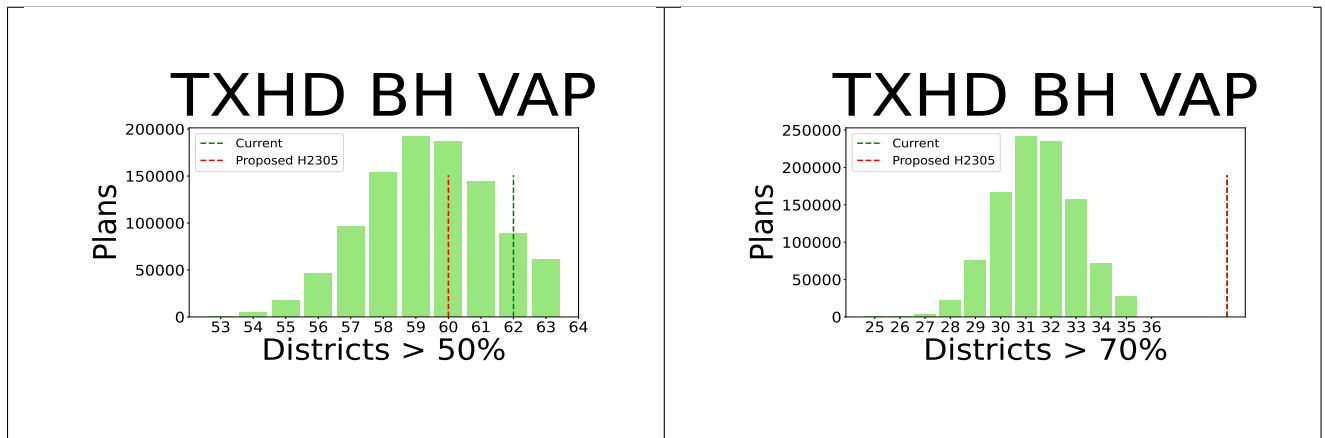 TXHD BH VAP
200000
150000
100000
50000
0
Plans
Current
Proposed H2305
53 54 55 56 57 58 59 60 61 62 63 64
Districts > 50%
TXHD BH VAP
250000
200000
150000
100000
50000
0
Plans
Current
Proposed H2305
25 26 27 28 29 30 31 32 33 34 35 36
Districts > 70%